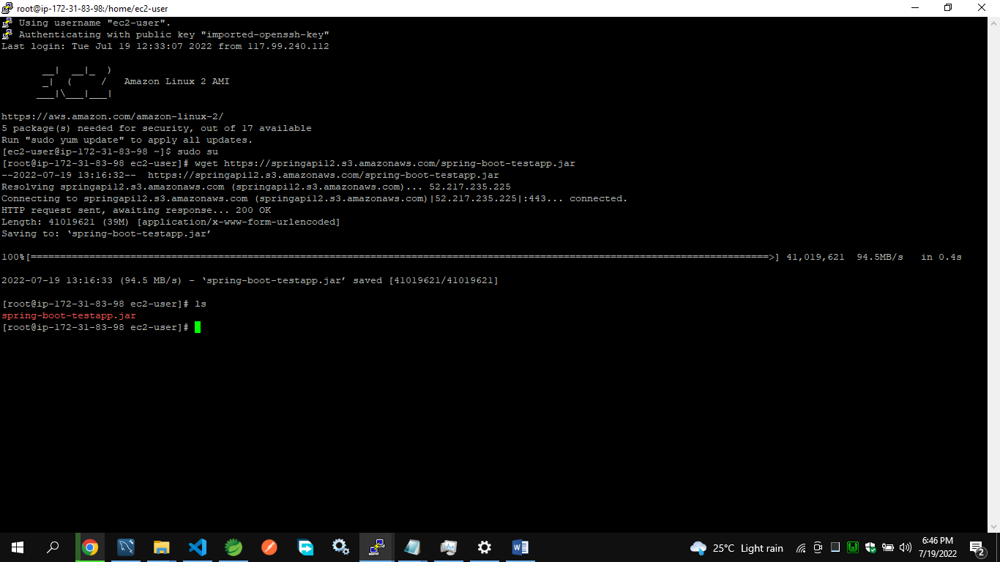 root@ip-172-31-83-98:/home/ec2-user
Using username "ec2-user".
Authenticating with public key "imported-openssh-key"
Last login: Tue Jul 19 12:33:07 2022 from 117.99.240.112
       __|  __|_  )
       _|  (     /   Amazon Linux 2 AMI
      ___|\___|___|
https://aws.amazon.com/amazon-linux-2/
5 package(s) needed for security, out of 17 available
Run "sudo yum update" to apply all updates.
[ec2-user@ip-172-31-83-98 ~]$ sudo su
[root@ip-172-31-83-98 ec2-user]# wget https://springapi12.s3.amazonaws.com/spring-boot-testapp.jar
--2022-07-19 13:16:32--  https://springapi12.s3.amazonaws.com/spring-boot-testapp.jar
Resolving springapi12.s3.amazonaws.com (springapi12.s3.amazonaws.com)... 52.217.235.225
Connecting to springapi12.s3.amazonaws.com (springapi12.s3.amazonaws.com)|52.217.235.225|:443... connected.
HTTP request sent, awaiting response... 200 OK
Length: 41019621 (39M) [application/x-www-form-urlencoded]
Saving to: ‘spring-boot-testapp.jar’
100%[==============================================================================================================================>] 41,019,621  94.5MB/s   in 0.4s
2022-07-19 13:16:33 (94.5 MB/s) - ‘spring-boot-testapp.jar’ saved [41019621/41019621]
[root@ip-172-31-83-98 ec2-user]# ls
spring-boot-testapp.jar
[root@ip-172-31-83-98 ec2-user]#
25°C Light rain
6:46 PM
7/19/2022
2